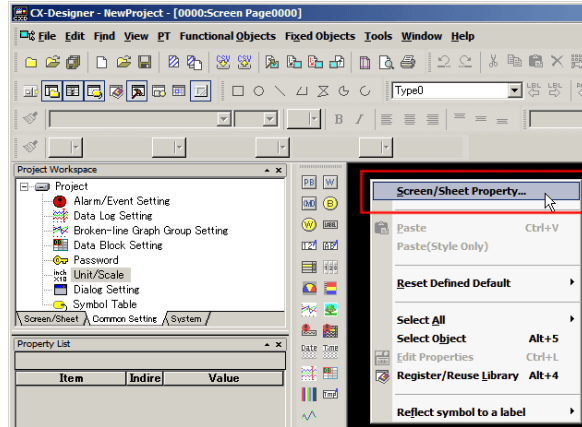 CX-Designer - NewProject - [0000:Screen Page0000]
File Edit Find View PT Functional Objects Fixed Objects Tools Window Help
Type0
B I
Project Workspace
Project
Alarm/Event Setting
Data Log Setting
Broken-line Graph Group Setting
Data Block Setting
Password
Unit/Scale
Dialog Setting
Symbol Table
Screen/Sheet Common Setting System
Property List
Item Indire Value
PB W
CMD B
W LABEL
Date Time
Tmp
Screen/Sheet Property...
Paste Ctrl+V
Paste(Style Only)
Reset Defined Default
Select All
Select Object Alt+5
Edit Properties Ctrl+L
Register/Reuse Library Alt+4
Reflect symbol to a label